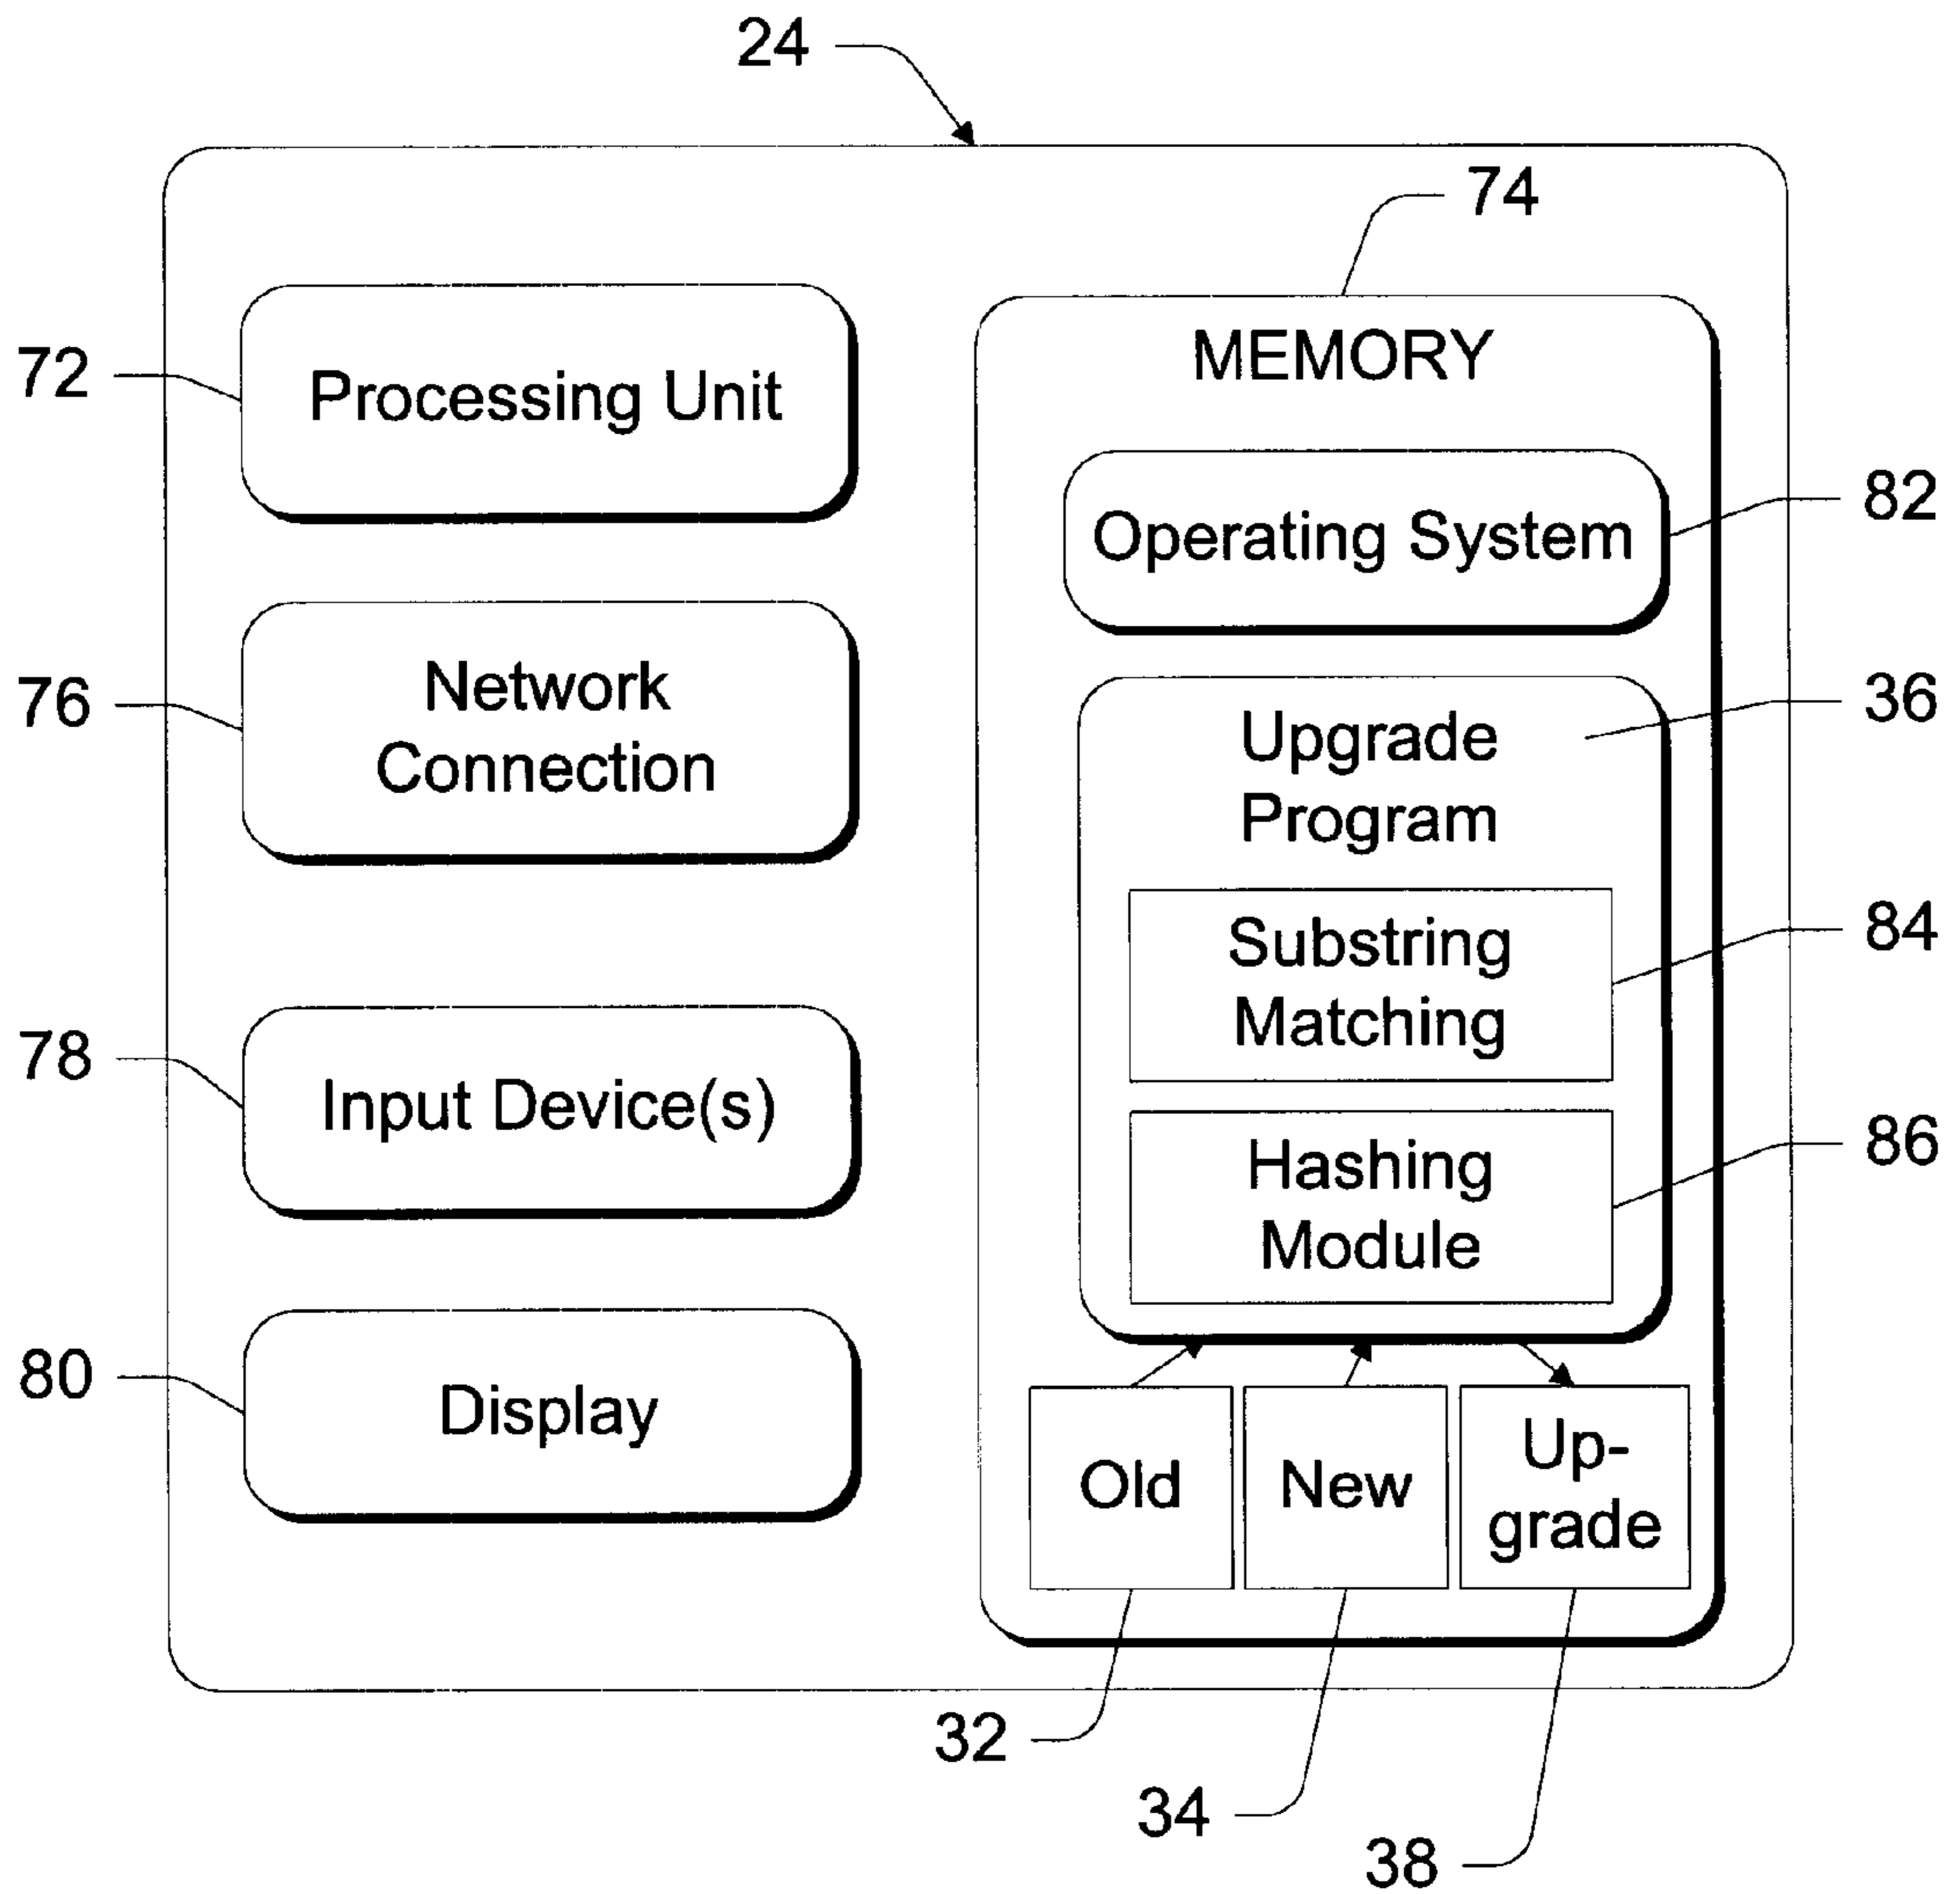 24
74
MEMORY
72
Processing Unit
82
Operating System
76
Network
Connection
36
Upgrade
Program
84
Substring
Matching
78
Input Device(s)
86
Hashing
Module
80
Display
Old
New
Up-
grade
32
34
38